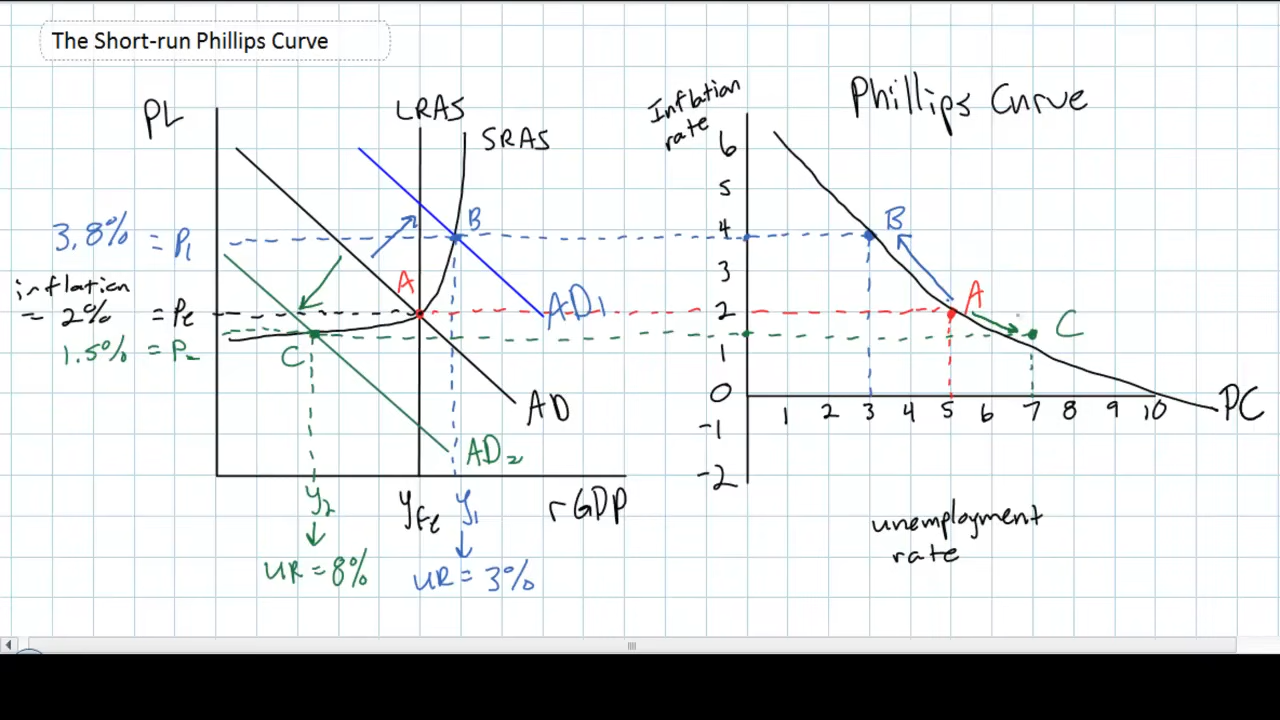 The Short-run Phillips Curve
PL
LRAS
SRAS
3.8% = P1
inflation
= 2% = Pe
1.5% = P2
A
B
C
AD1
AD
AD2
y2
yFE
y1
rGDP
UR = 8%
UR = 3%
Phillips Curve
Inflation
rate
6
5
4
3
2
1
0
-1
-2
B
A
C
1 2 3 4 5 6 7 8 9 10
PC
unemployment
rate